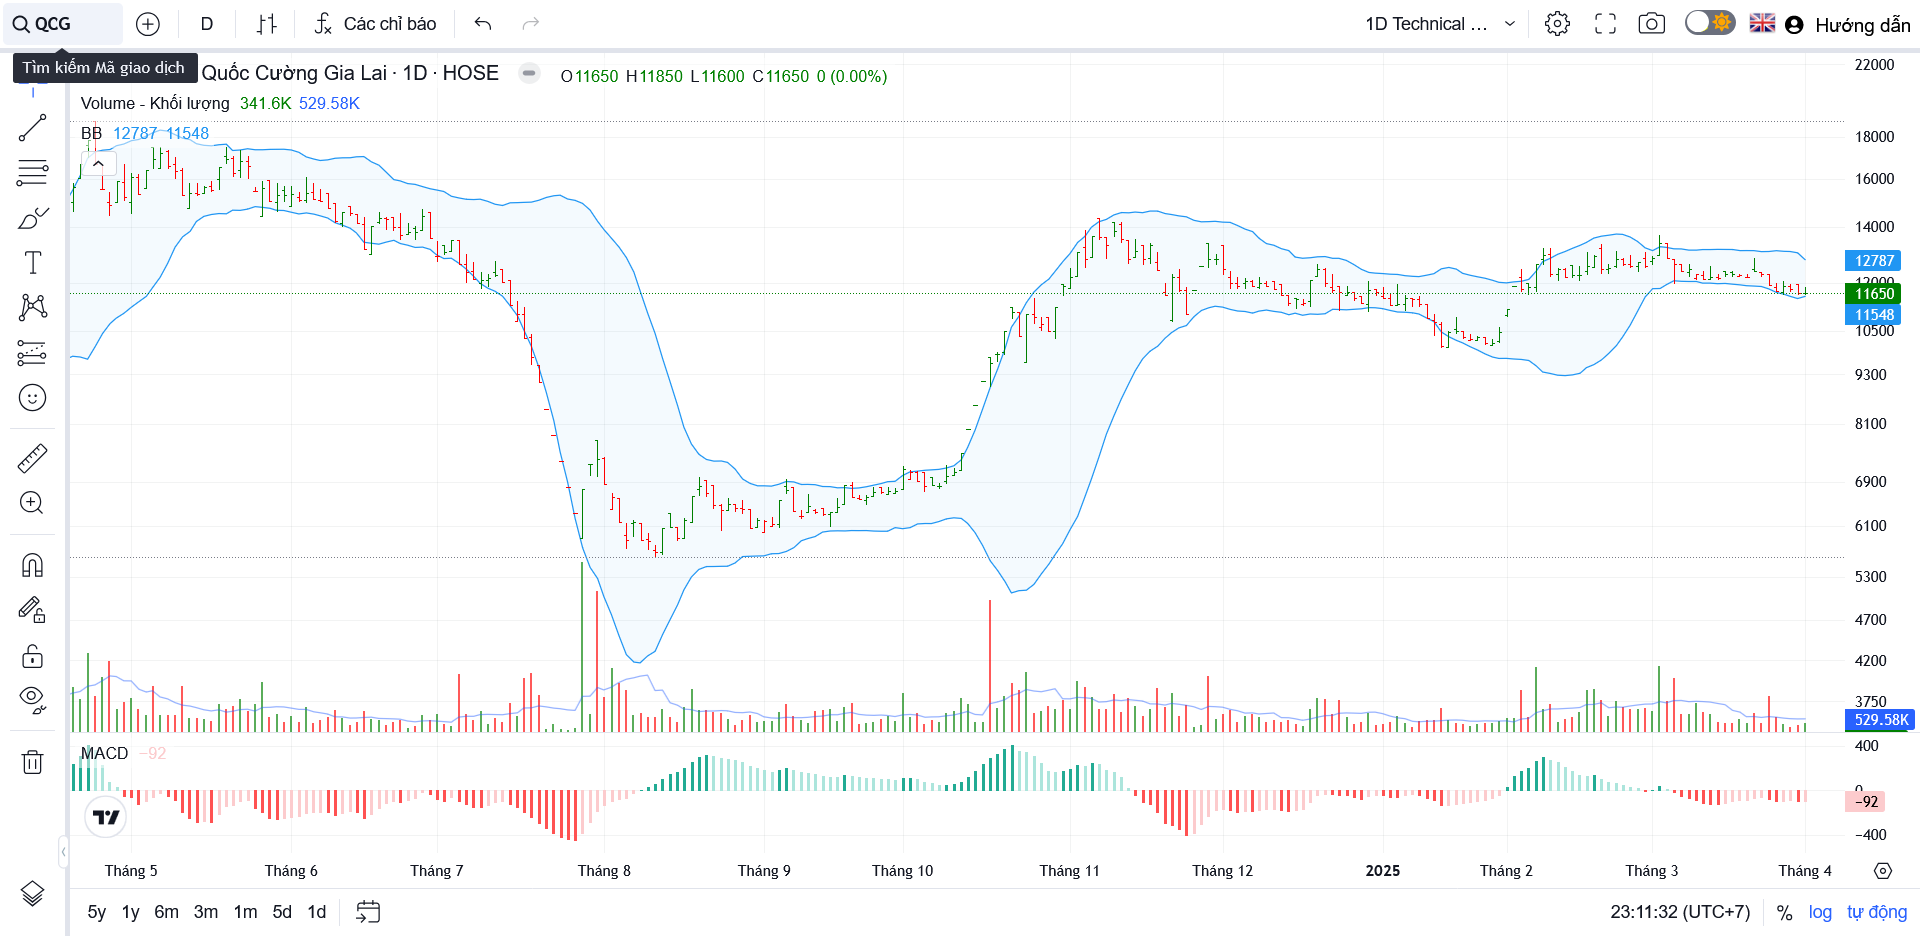 QCG
D
Các chỉ báo
1D Technical ...
Hướng dẫn
Tìm kiếm Mã giao dịch
Quốc Cường Gia Lai · 1D · HOSE
O11650 H11850 L11600 C11650 0 (0.00%)
Volume - Khối lượng 341.6K 529.58K
BB 12787 11548
22000
18000
16000
14000
12787
12000
11650
11548
10500
9300
8100
6900
6100
5300
4700
4200
3750
529.58K
MACD −92
400
0
−92
−400
Tháng 5 Tháng 6 Tháng 7 Tháng 8 Tháng 9 Tháng 10 Tháng 11 Tháng 12 2025 Tháng 2 Tháng 3 Tháng 4
5y 1y 6m 3m 1m 5d 1d
23:11:32 (UTC+7) % log tự động